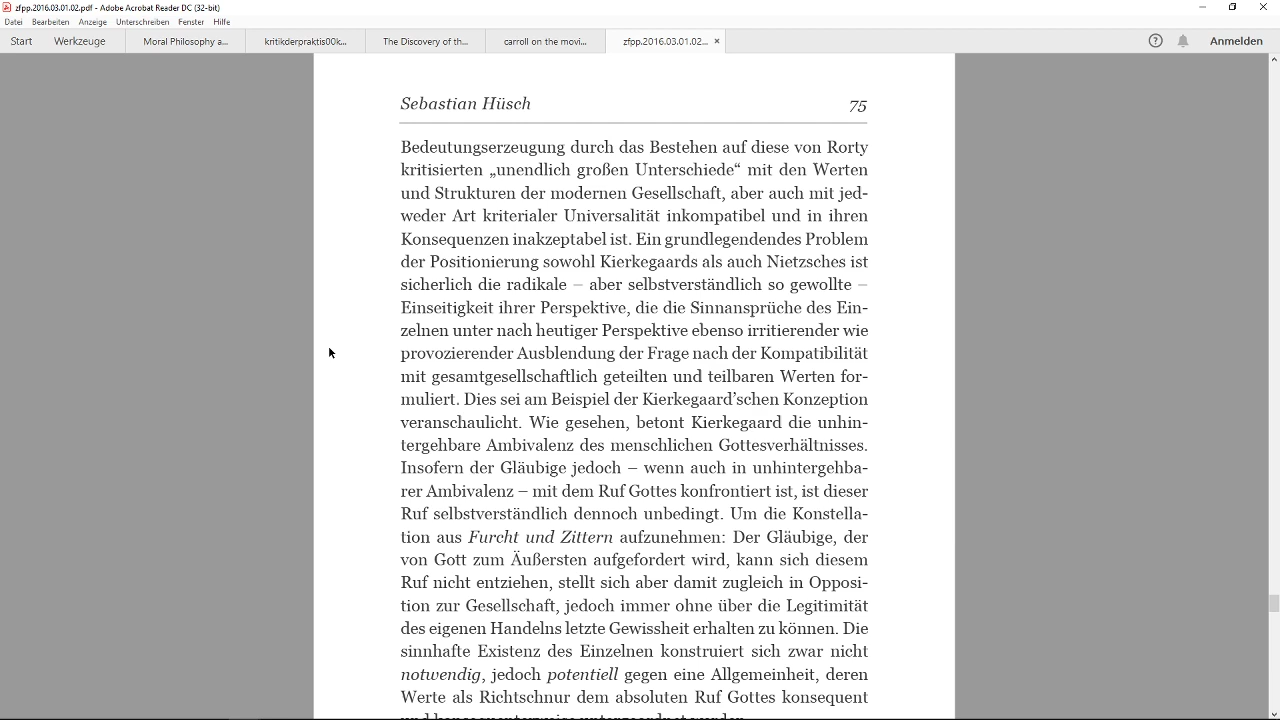 zfpp.2016.03.01.02.pdf - Adobe Acrobat Reader DC (32-bit)
Datei Bearbeiten Anzeige Unterschreiben Fenster Hilfe
Start Werkzeuge Moral Philosophy a... kritikderpraktis00k... The Discovery of th... carroll on the movi... zfpp.2016.03.01.02... × ? Anmelden
Sebastian Hüsch 75
Bedeutungserzeugung durch das Bestehen auf diese von Rorty
kritisierten „unendlich großen Unterschiede“ mit den Werten
und Strukturen der modernen Gesellschaft, aber auch mit jed-
weder Art kriterialer Universalität inkompatibel und in ihren
Konsequenzen inakzeptabel ist. Ein grundlegendendes Problem
der Positionierung sowohl Kierkegaards als auch Nietzsches ist
sicherlich die radikale – aber selbstverständlich so gewollte –
Einseitigkeit ihrer Perspektive, die die Sinnansprüche des Ein-
zelnen unter nach heutiger Perspektive ebenso irritierender wie
provozierender Ausblendung der Frage nach der Kompatibilität
mit gesamtgesellschaftlich geteilten und teilbaren Werten for-
muliert. Dies sei am Beispiel der Kierkegaard’schen Konzeption
veranschaulicht. Wie gesehen, betont Kierkegaard die unhin-
tergehbare Ambivalenz des menschlichen Gottesverhältnisses.
Insofern der Gläubige jedoch – wenn auch in unhintergehba-
rer Ambivalenz – mit dem Ruf Gottes konfrontiert ist, ist dieser
Ruf selbstverständlich dennoch unbedingt. Um die Konstella-
tion aus Furcht und Zittern aufzunehmen: Der Gläubige, der
von Gott zum Äußersten aufgefordert wird, kann sich diesem
Ruf nicht entziehen, stellt sich aber damit zugleich in Opposi-
tion zur Gesellschaft, jedoch immer ohne über die Legitimität
des eigenen Handelns letzte Gewissheit erhalten zu können. Die
sinnhafte Existenz des Einzelnen konstruiert sich zwar nicht
notwendig, jedoch potentiell gegen eine Allgemeinheit, deren
Werte als Richtschnur dem absoluten Ruf Gottes konsequent